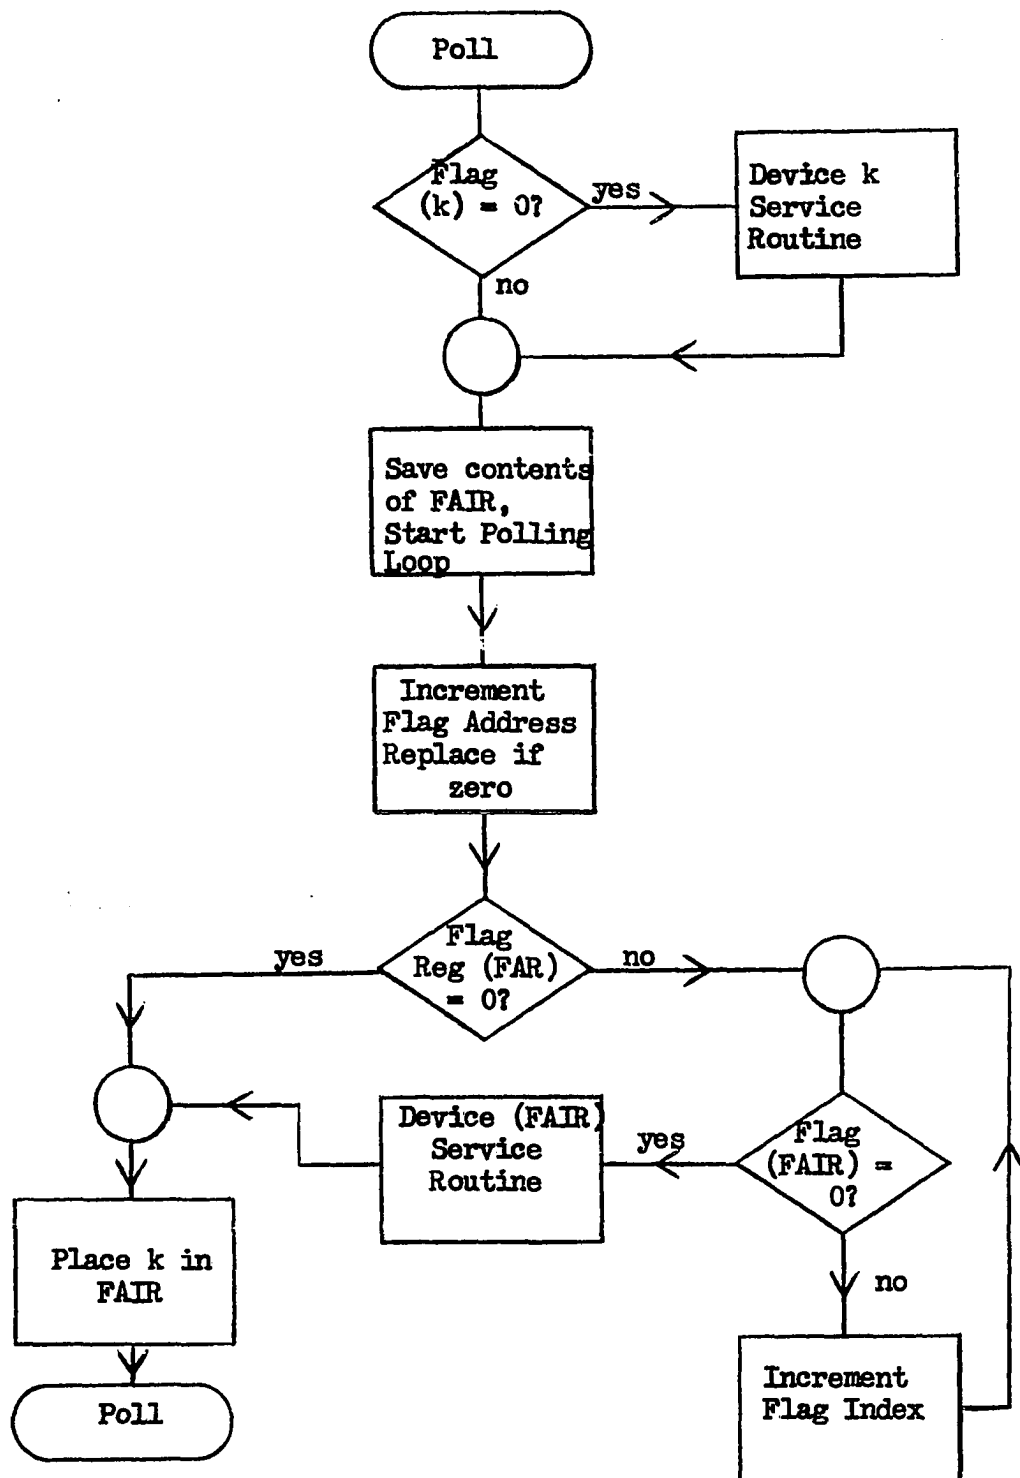 Poll
Flag
(k) = 0?
yes
Device k
Service
Routine
no
Save contents
of FAIR,
Start Polling
Loop
Increment
Flag Address
Replace if
zero
Flag
Reg (FAR)
= 0?
yes
no
Device (FAIR)
Service
Routine
yes
Flag
(FAIR) =
0?
no
Place k in
FAIR
Increment
Flag Index
Poll